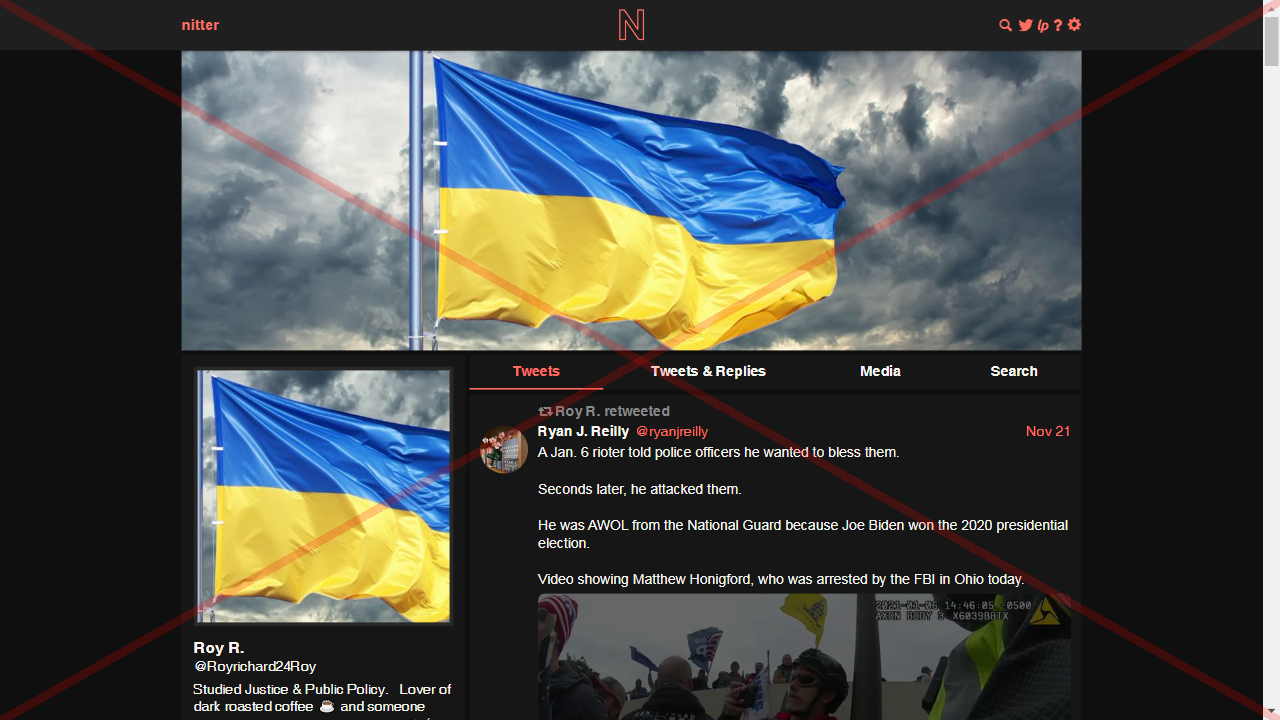 nitter
N
lp ?
Tweets
Tweets & Replies
Media
Search
Roy R. retweeted
Ryan J. Reilly @ryanjreilly Nov 21
A Jan. 6 rioter told police officers he wanted to bless them.
Seconds later, he attacked them.
He was AWOL from the National Guard because Joe Biden won the 2020 presidential
election.
Video showing Matthew Honigford, who was arrested by the FBI in Ohio today.
2021-01-06 14:46:05 -0500
AXON BODY 3 X6039BBTX
Roy R.
@Royrichard24Roy
Studied Justice & Public Policy. Lover of
dark roasted coffee ☕ and someone